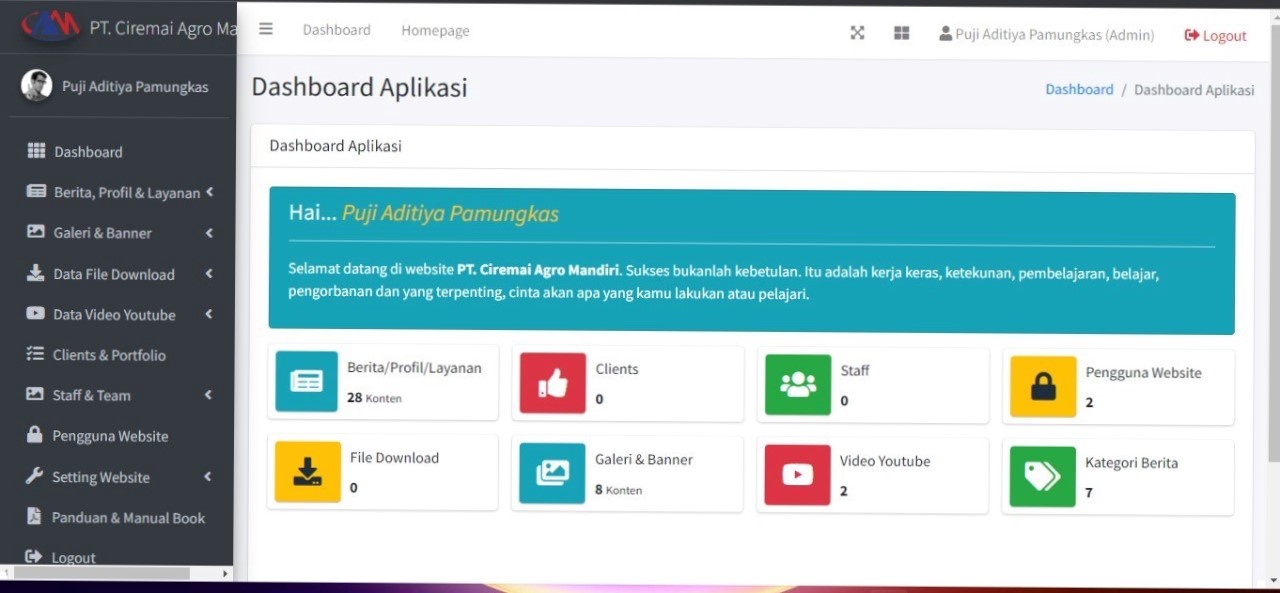 PT. Ciremai Agro Ma
Dashboard
Homepage
Puji Aditiya Pamungkas (Admin)
Logout
Puji Aditiya Pamungkas
Dashboard
Berita, Profil & Layanan
Galeri & Banner
Data File Download
Data Video Youtube
Clients & Portfolio
Staff & Team
Pengguna Website
Setting Website
Panduan & Manual Book
Logout
Dashboard Aplikasi
Dashboard / Dashboard Aplikasi
Dashboard Aplikasi
Hai... Puji Aditiya Pamungkas
Selamat datang di website PT. Ciremai Agro Mandiri. Sukses bukanlah kebetulan. Itu adalah kerja keras, ketekunan, pembelajaran, belajar,
pengorbanan dan yang terpenting, cinta akan apa yang kamu lakukan atau pelajari.
Berita/Profil/Layanan
28 Konten
Clients
0
Staff
0
Pengguna Website
2
File Download
0
Galeri & Banner
8 Konten
Video Youtube
2
Kategori Berita
7